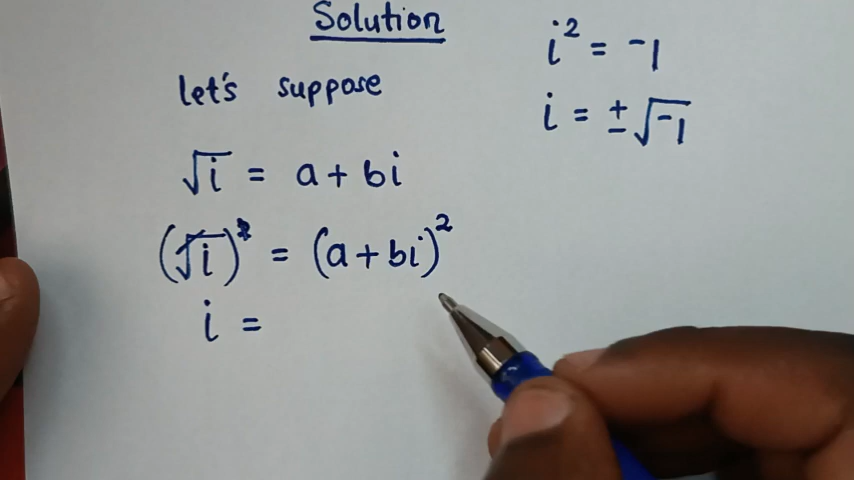 Solution
let's suppose
√i = a + bi
(√i)² = (a + bi)²
i =
i² = -1
i = ±√-1